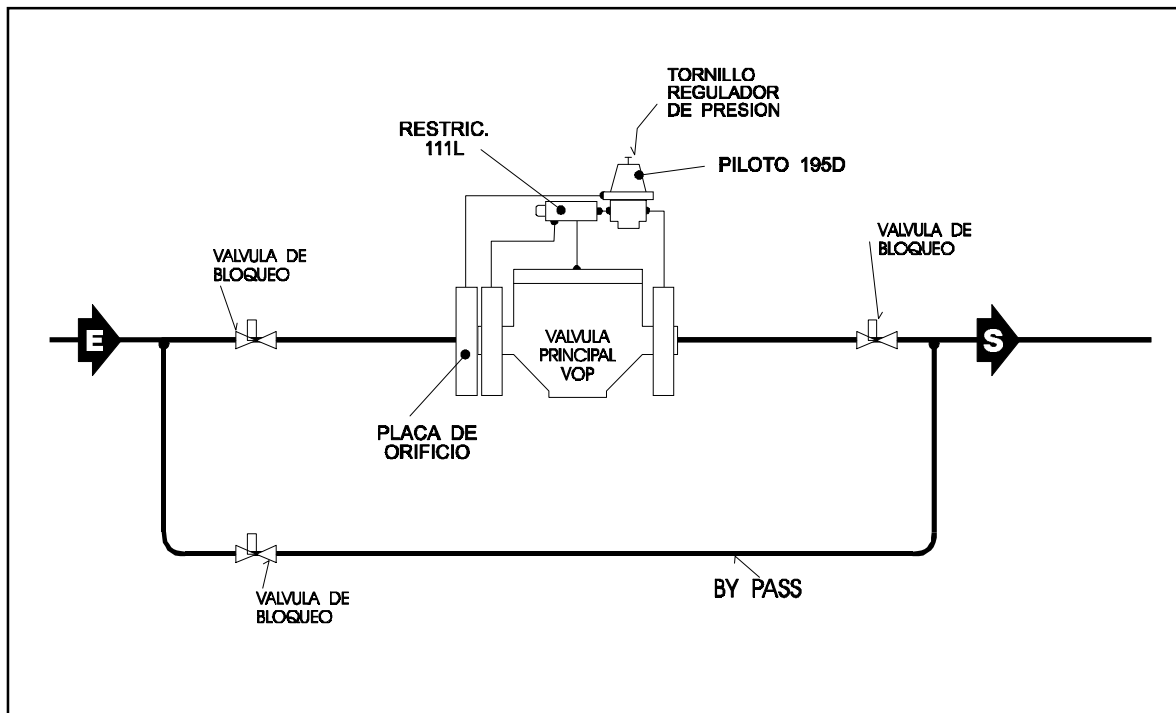 TORNILLO
REGULADOR
DE PRESION
RESTRIC.
111L
PILOTO 195D
VALVULA DE
BLOQUEO
VALVULA DE
BLOQUEO
E
VALVULA
PRINCIPAL
VOP
S
PLACA DE
ORIFICIO
VALVULA DE
BLOQUEO
BY PASS